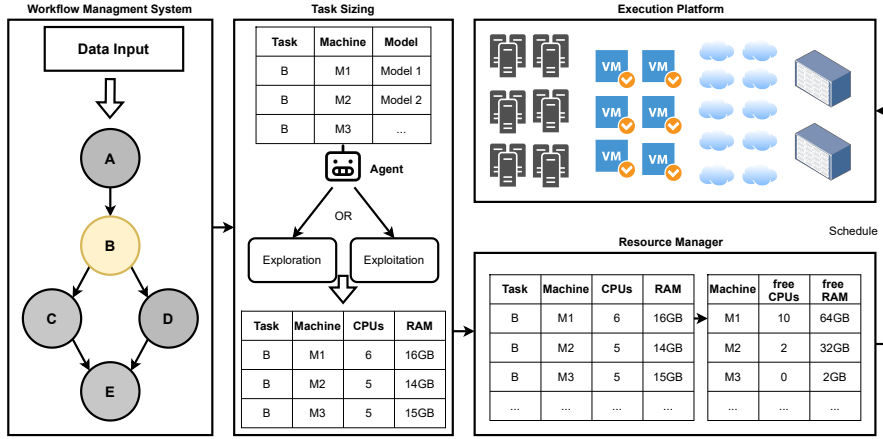 Workflow Managment System
Data Input
A
B
C
D
E
Task Sizing
Task Machine Model
B M1 Model 1
B M2 Model 2
B M3 ...
Agent
OR
Exploration
Exploitation
Task Machine CPUs RAM
B M1 6 16GB
B M2 5 14GB
B M3 5 15GB
Execution Platform
VM VM
VM VM
VM VM
Schedule
Resource Manager
Task Machine CPUs RAM
B M1 6 16GB
B M2 5 14GB
B M3 5 15GB
... ... ... ...
Machine free CPUs free RAM
M1 10 64GB
M2 2 32GB
M3 0 2GB
... ... ...